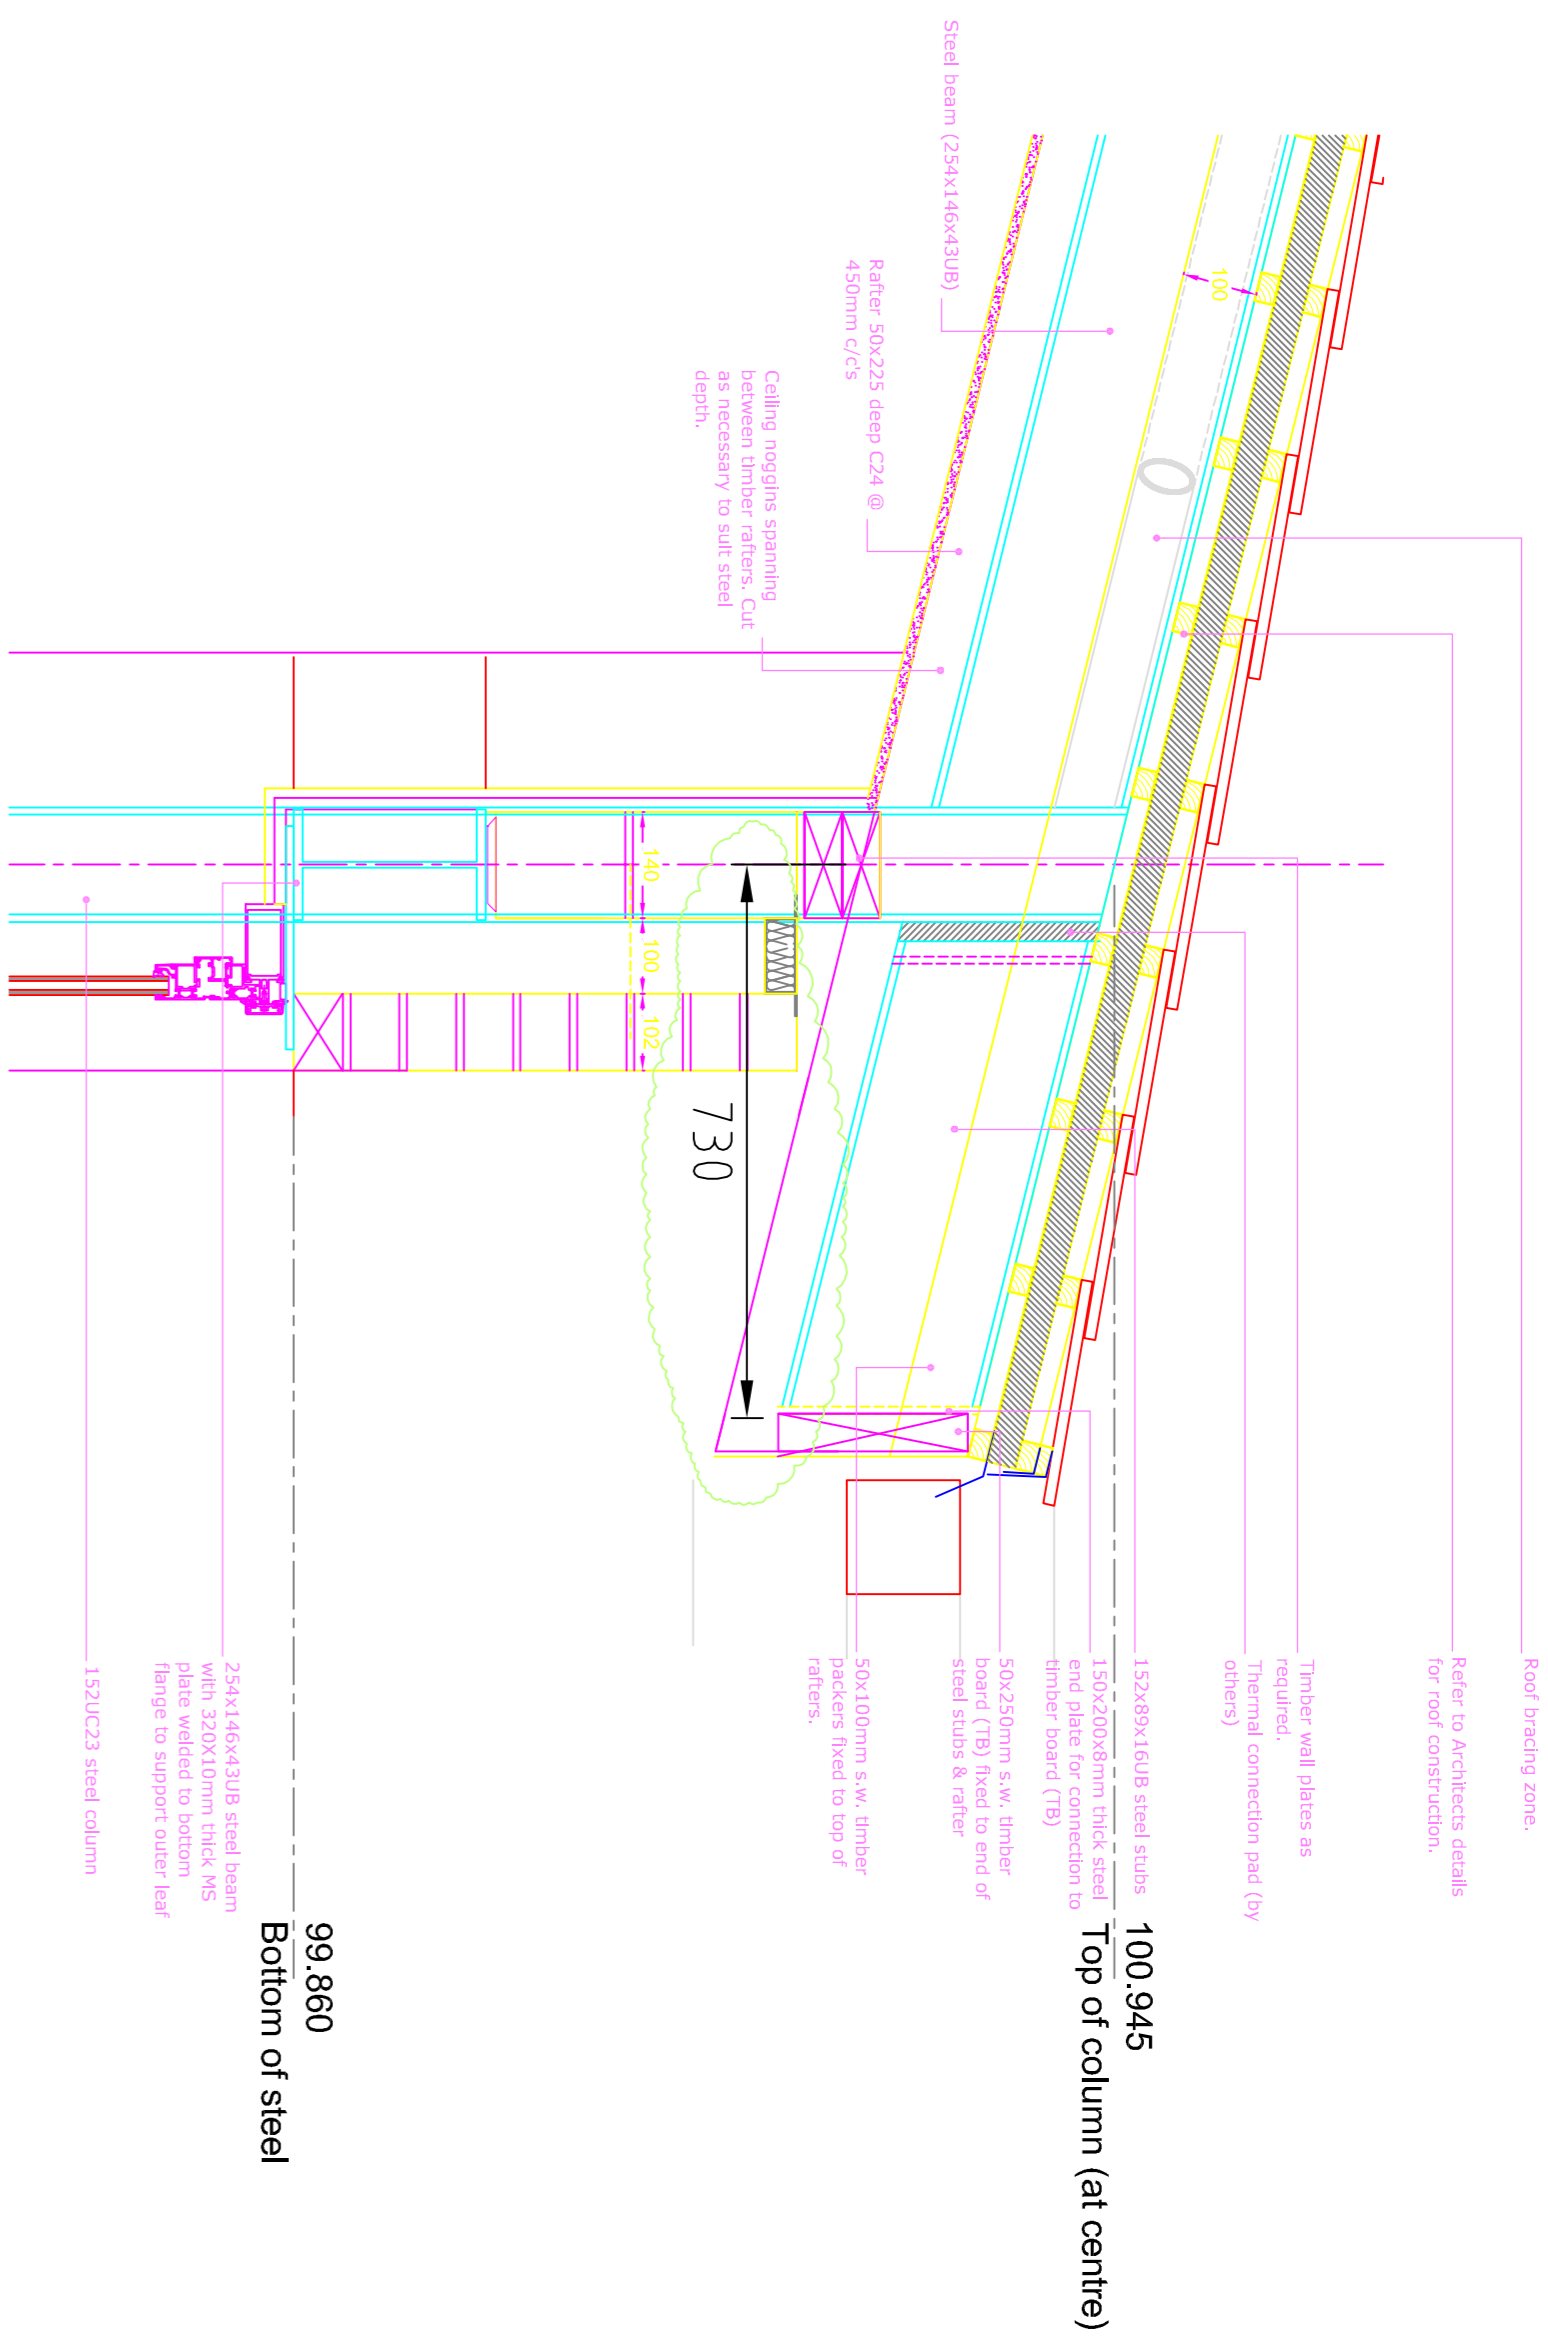 Roof bracing zone.
Refer to Architects details
for roof construction.
Timber wall plates as
required.
Thermal connection pad (by
others)
152x89x16UB steel stubs
150x200x8mm thick steel
end plate for connection to
timber board (TB)
50x250mm s.w. timber
board (TB) fixed to end of
steel stubs & rafter
50x100mm s.w. timber
packers fixed to top of
rafters.
254x146x43UB steel beam
with 320X10mm thick MS
plate welded to bottom
flange to support outer leaf
152UC23 steel column
Steel beam (254x146x43UB)
Rafter 50x225 deep C24 @
450mm c/c's
Ceiling noggins spanning
between timber rafters. Cut
as necessary to suit steel
depth.
100
140
100
102
730
100.945
Top of column (at centre)
99.860
Bottom of steel